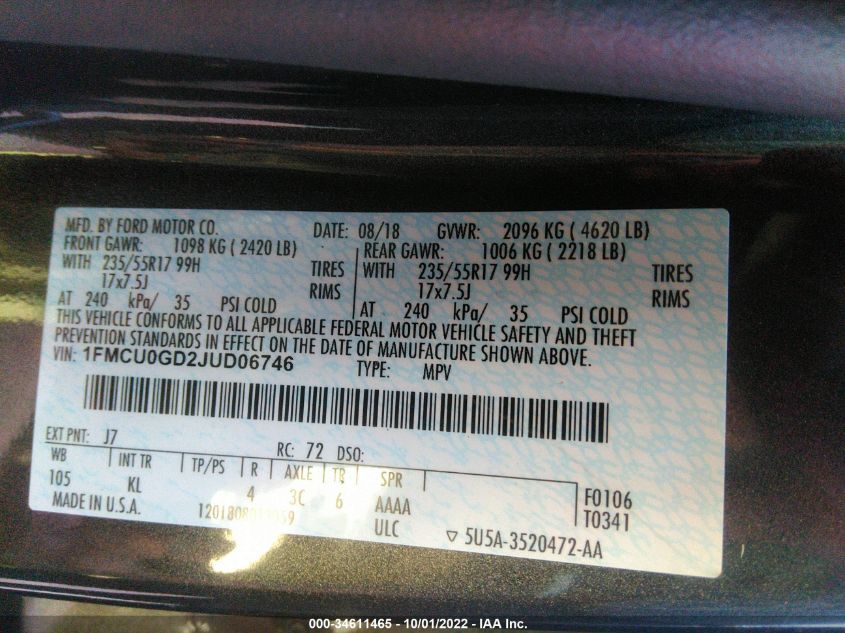 MFD. BY FORD MOTOR CO. DATE: 08/18 GVWR: 2096 KG ( 4620 LB)
FRONT GAWR: 1098 KG ( 2420 LB) REAR GAWR: 1006 KG ( 2218 LB)
WITH 235/55R17 99H TIRES WITH 235/55R17 99H TIRES
17x7.5J RIMS 17x7.5J RIMS
AT 240 kPa/ 35 PSI COLD AT 240 kPa/ 35 PSI COLD
THIS VEHICLE CONFORMS TO ALL APPLICABLE FEDERAL MOTOR VEHICLE SAFETY AND THEFT
PREVENTION STANDARDS IN EFFECT ON THE DATE OF MANUFACTURE SHOWN ABOVE.
VIN: 1FMCU0GD2JUD06746 TYPE: MPV
EXT PNT: J7 RC: 72 DSO:
WB INT TR TP/PS R AXLE TR SPR
105 KL 4 3C 6 AAAA F0106
MADE IN U.S.A. ULC T0341
5U5A-3520472-AA
000-34611465 - 10/01/2022 - IAA Inc.